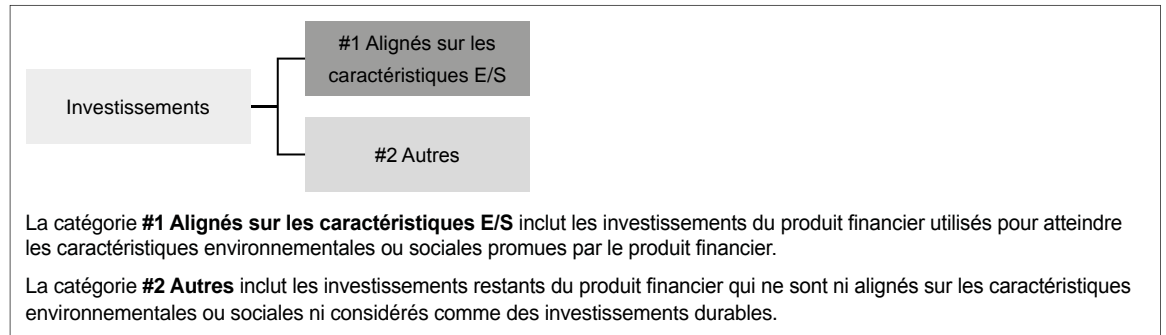 #1 Alignés sur les
caractéristiques E/S
Investissements
#2 Autres
La catégorie #1 Alignés sur les caractéristiques E/S inclut les investissements du produit financier utilisés pour atteindre
les caractéristiques environnementales ou sociales promues par le produit financier.
La catégorie #2 Autres inclut les investissements restants du produit financier qui ne sont ni alignés sur les caractéristiques
environnementales ou sociales ni considérés comme des investissements durables.